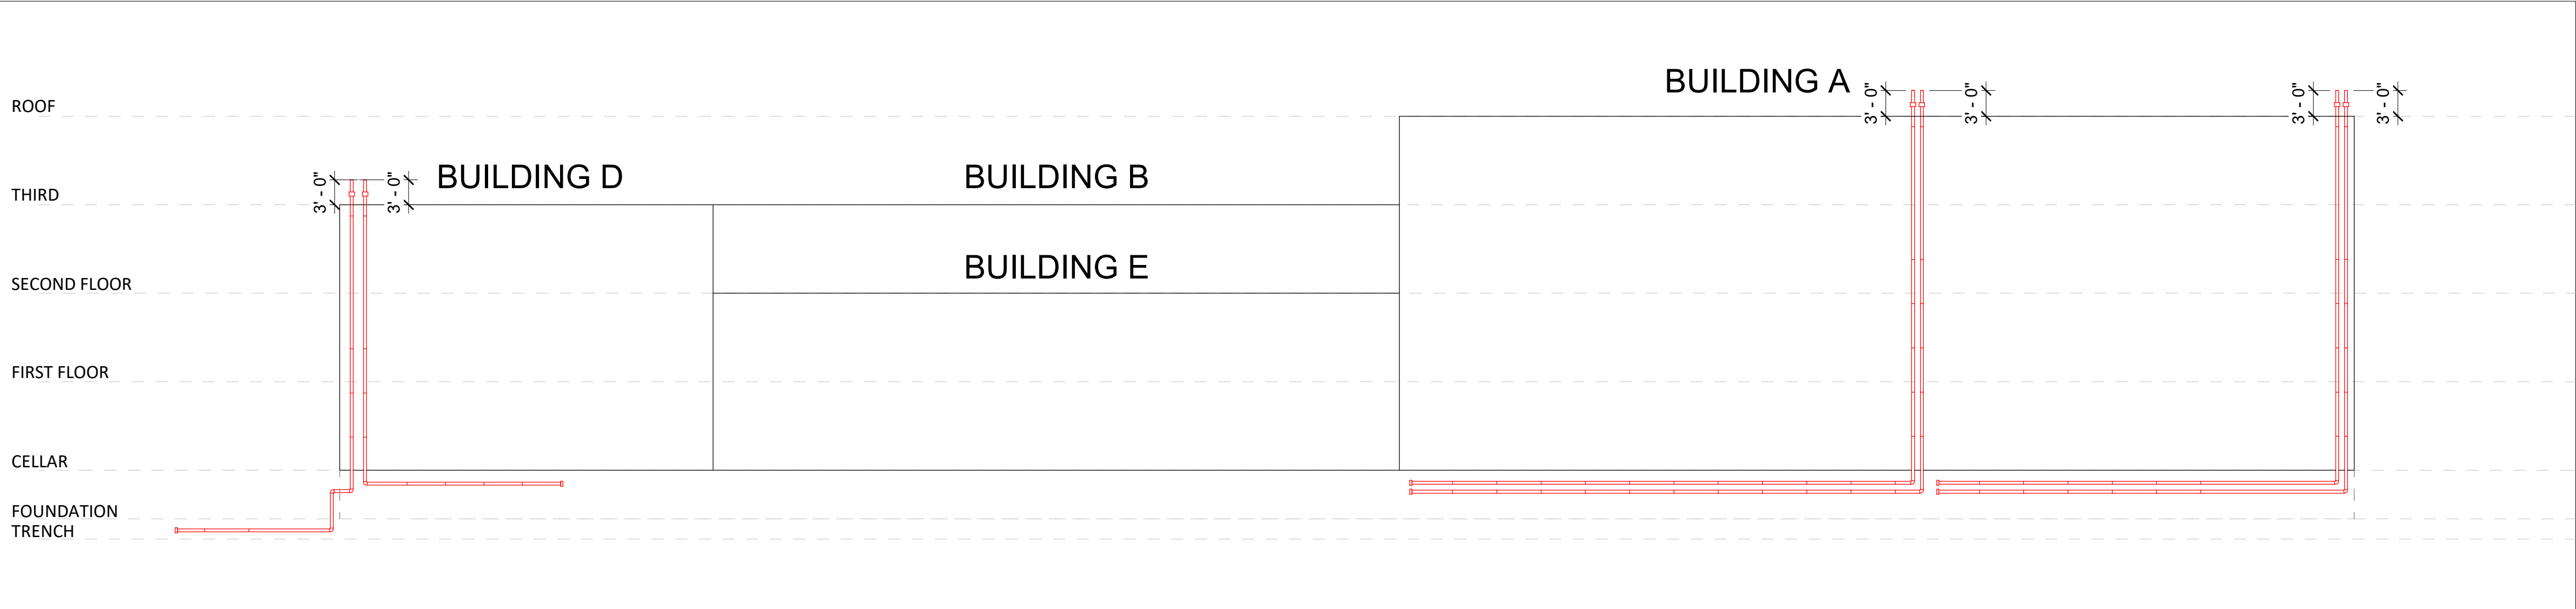 BUILDING A
ROOF
3' - 0"
3' - 0"
3' - 0"
3' - 0"
BUILDING D
BUILDING B
THIRD
3' - 0"
3' - 0"
BUILDING E
SECOND FLOOR
FIRST FLOOR
CELLAR
FOUNDATION
TRENCH